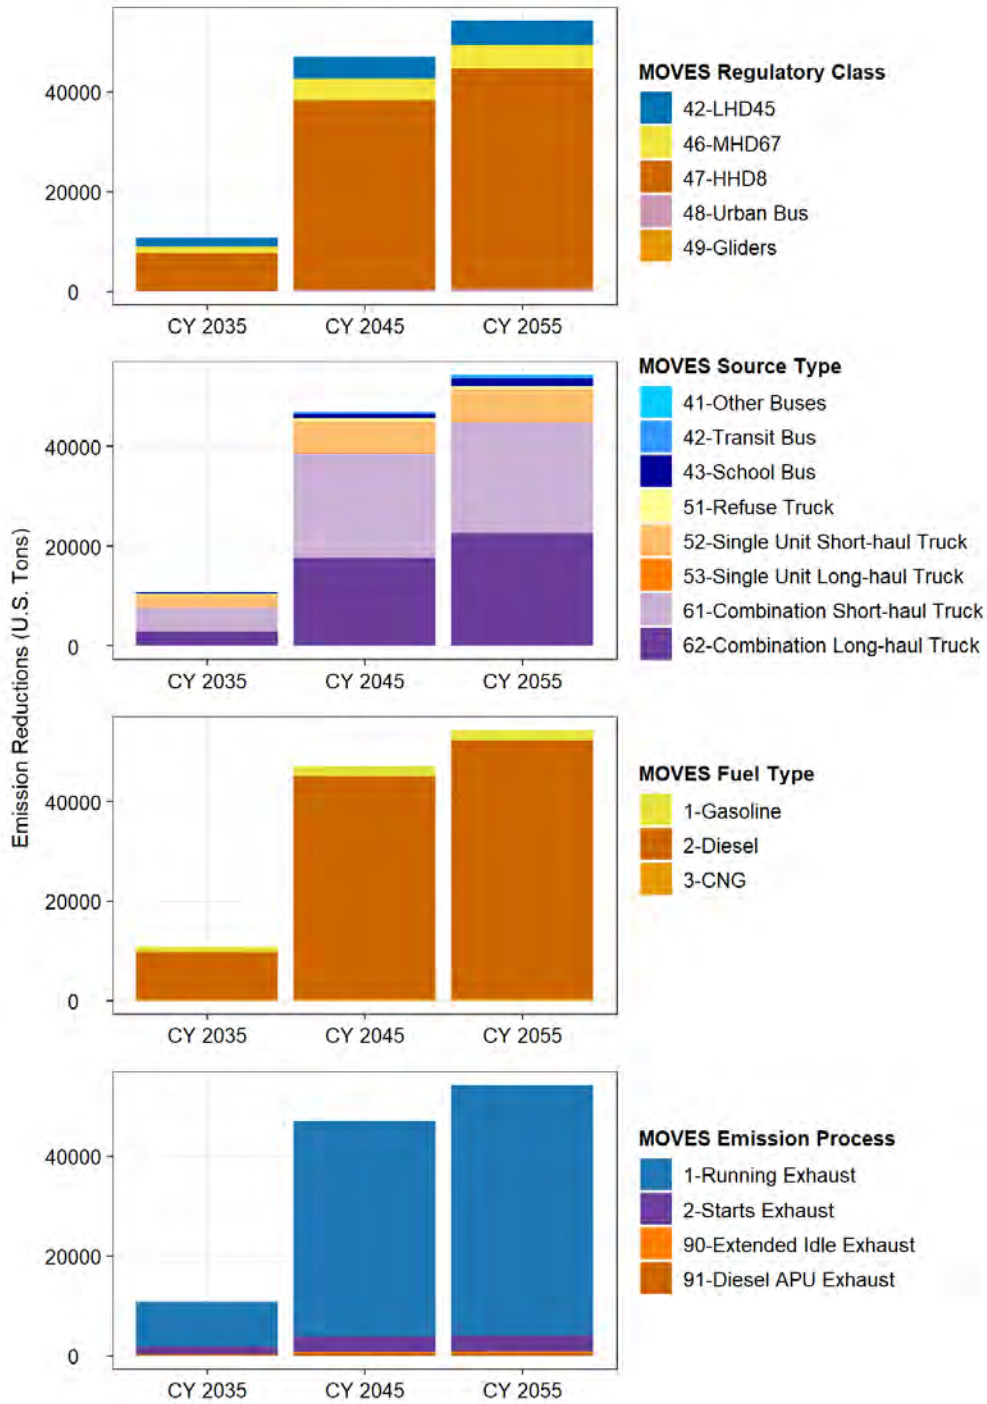 MOVES Regulatory Class
42-LHD45
46-MHD67
47-HHD8
48-Urban Bus
49-Gliders
40000
20000
0
CY 2035
CY 2045
CY 2055
MOVES Source Type
41-Other Buses
42-Transit Bus
43-School Bus
51-Refuse Truck
52-Single Unit Short-haul Truck
53-Single Unit Long-haul Truck
61-Combination Short-haul Truck
62-Combination Long-haul Truck
40000
20000
0
CY 2035
CY 2045
CY 2055
Emission Reductions (U.S. Tons)
MOVES Fuel Type
1-Gasoline
2-Diesel
3-CNG
40000
20000
0
CY 2035
CY 2045
CY 2055
MOVES Emission Process
1-Running Exhaust
2-Starts Exhaust
90-Extended Idle Exhaust
91-Diesel APU Exhaust
40000
20000
0
CY 2035
CY 2045
CY 2055